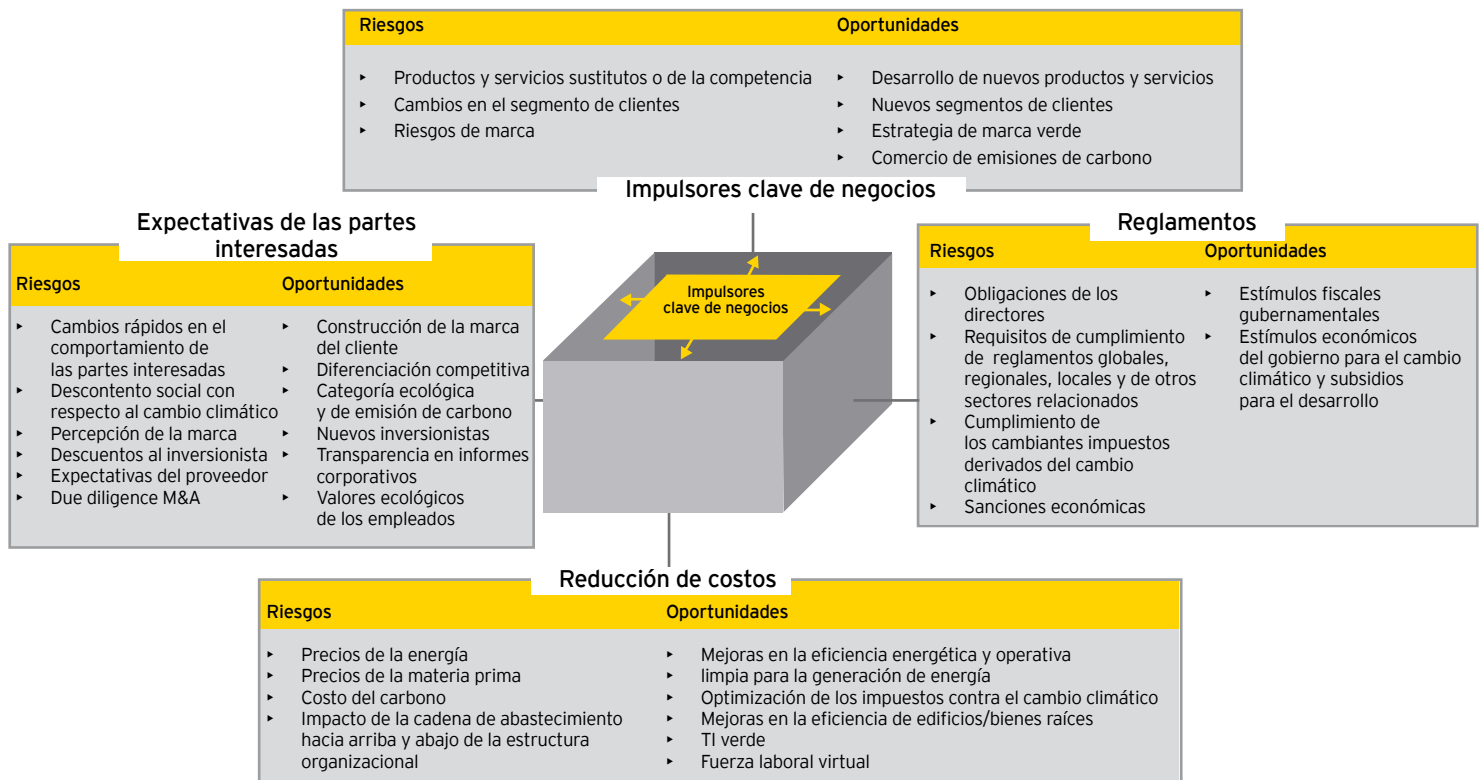 Riesgos
Oportunidades
▸ Productos y servicios sustitutos o de la competencia
▸ Cambios en el segmento de clientes
▸ Riesgos de marca
▸ Desarrollo de nuevos productos y servicios
▸ Nuevos segmentos de clientes
▸ Estrategia de marca verde
▸ Comercio de emisiones de carbono
Impulsores clave de negocios
Expectativas de las partes
interesadas
Riesgos
Oportunidades
▸ Cambios rápidos en el
comportamiento de
las partes interesadas
▸ Descontento social con
respecto al cambio climático
▸ Percepción de la marca
▸ Descuentos al inversionista
▸ Expectativas del proveedor
▸ Due diligence M&A
▸ Construcción de la marca
del cliente
▸ Diferenciación competitiva
▸ Categoría ecológica
y de emisión de carbono
▸ Nuevos inversionistas
▸ Transparencia en informes
corporativos
▸ Valores ecológicos
de los empleados
Impulsores
clave de negocios
Reglamentos
Riesgos
Oportunidades
▸ Obligaciones de los
directores
▸ Requisitos de cumplimiento
de reglamentos globales,
regionales, locales y de otros
sectores relacionados
▸ Cumplimiento de
los cambiantes impuestos
derivados del cambio
climático
▸ Sanciones económicas
▸ Estímulos fiscales
gubernamentales
▸ Estímulos económicos
del gobierno para el cambio
climático y subsidios
para el desarrollo
Reducción de costos
Riesgos
Oportunidades
▸ Precios de la energía
▸ Precios de la materia prima
▸ Costo del carbono
▸ Impacto de la cadena de abastecimiento
hacia arriba y abajo de la estructura
organizacional
▸ Mejoras en la eficiencia energética y operativa
▸ limpia para la generación de energía
▸ Optimización de los impuestos contra el cambio climático
▸ Mejoras en la eficiencia de edificios/bienes raíces
▸ TI verde
▸ Fuerza laboral virtual